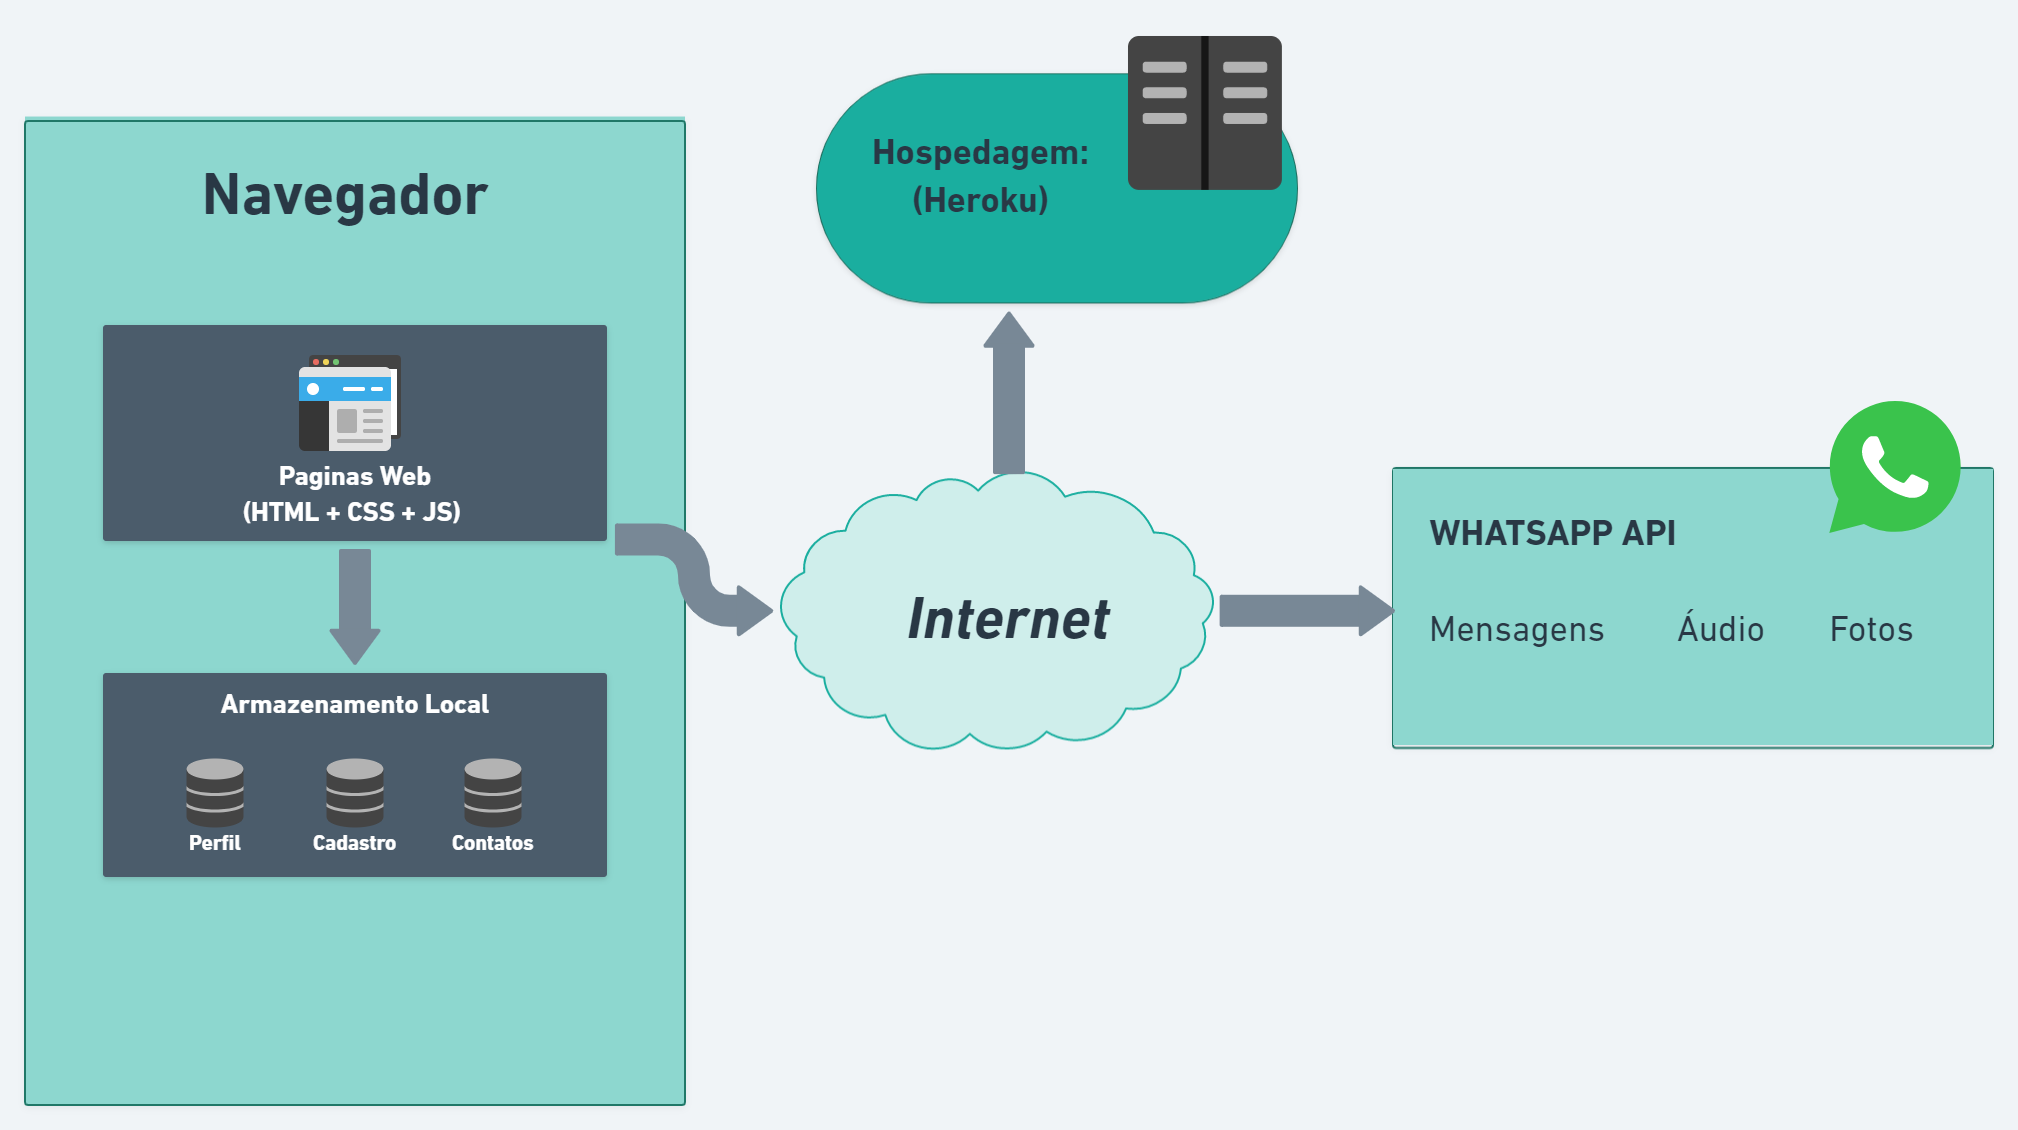 Navegador
Paginas Web
(HTML + CSS + JS)
Armazenamento Local
Perfil
Cadastro
Contatos
Hospedagem:
(Heroku)
Internet
WHATSAPP API
Mensagens Áudio Fotos